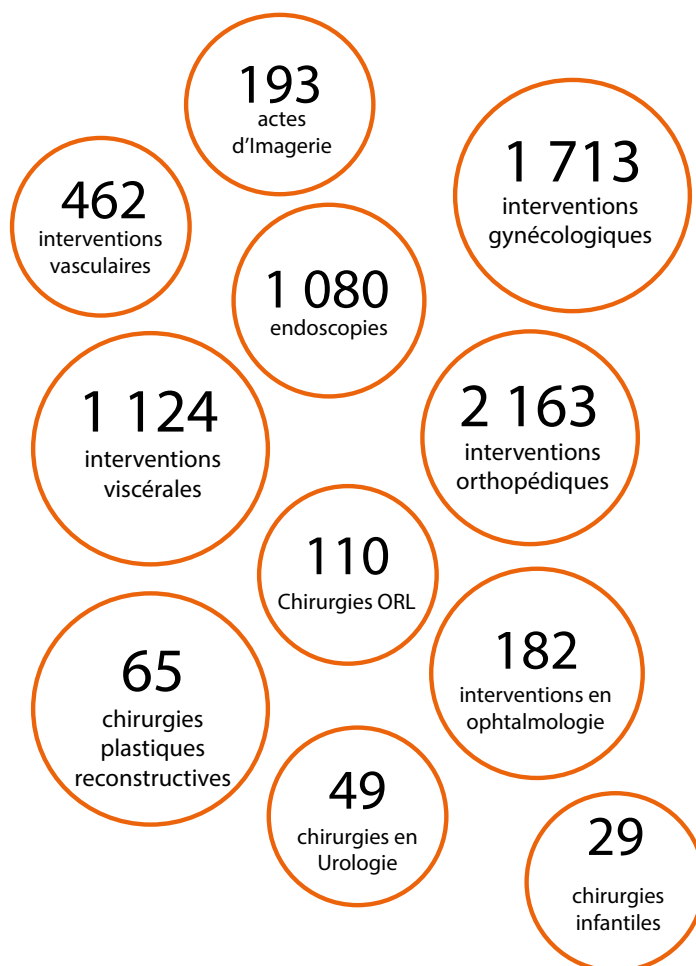 193
actes
d'Imagerie
1 713
interventions
gynécologiques
462
interventions
vasculaires
1 080
endoscopies
1 124
interventions
viscérales
2 163
interventions
orthopédiques
110
Chirurgies ORL
65
chirurgies
plastiques
reconstructives
182
interventions en
ophtalmologie
49
chirurgies en
Urologie
29
chirurgies
infantiles